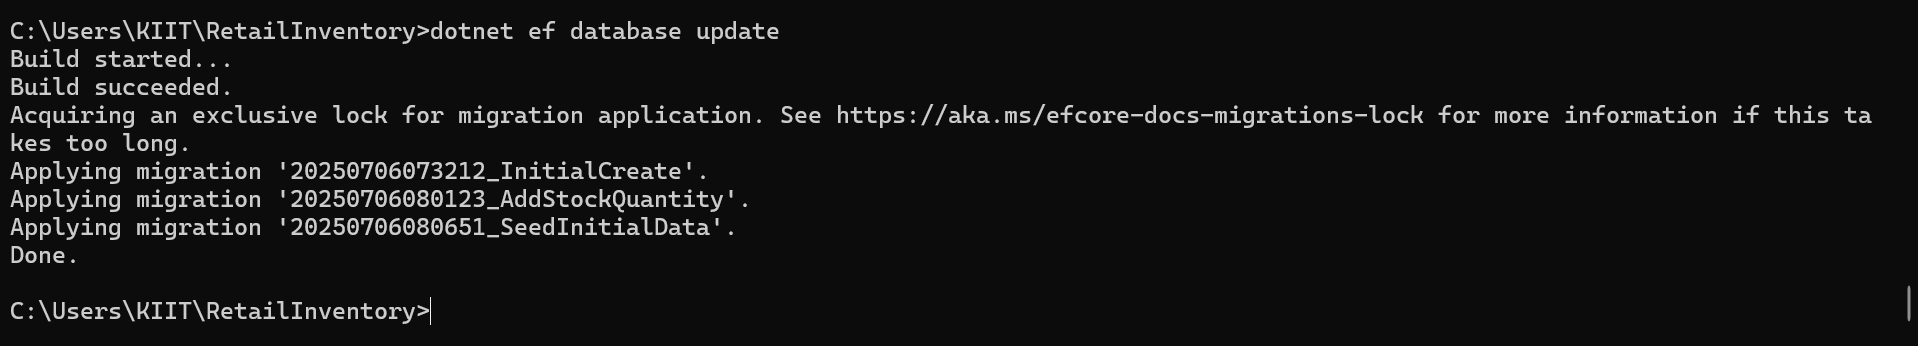 C:\Users\KIIT\RetailInventory>dotnet ef database update
Build started...
Build succeeded.
Acquiring an exclusive lock for migration application. See https://aka.ms/efcore-docs-migrations-lock for more information if this ta
kes too long.
Applying migration '20250706073212_InitialCreate'.
Applying migration '20250706080123_AddStockQuantity'.
Applying migration '20250706080651_SeedInitialData'.
Done.
C:\Users\KIIT\RetailInventory>